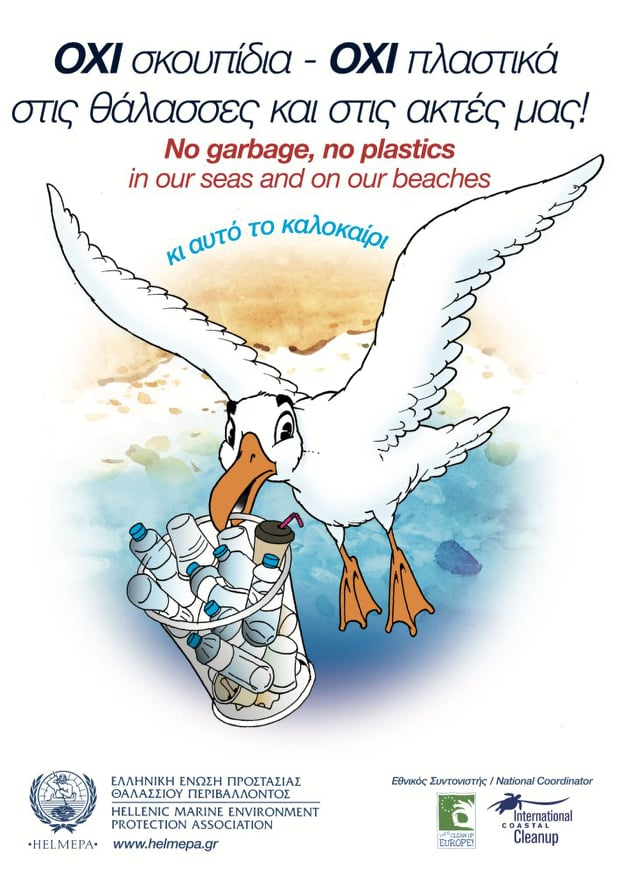 ΟΧΙ σκουπίδια - ΟΧΙ πλαστικά
στις θάλασσες και στις ακτές μας!
No garbage, no plastics
in our seas and on our beaches
κι αυτό το καλοκαίρι
ΕΛΛΗΝΙΚΗ ΕΝΩΣΗ ΠΡΟΣΤΑΣΙΑΣ
ΘΑΛΑΣΣΙΟΥ ΠΕΡΙΒΑΛΛΟΝΤΟΣ
HELLENIC MARINE ENVIRONMENT
PROTECTION ASSOCIATION
•HELMEPA•
www.helmepa.gr
Εθνικός Συντονιστής / National Coordinator
LET'S CLEAN UP
EUROPE!
International
COASTAL
Cleanup